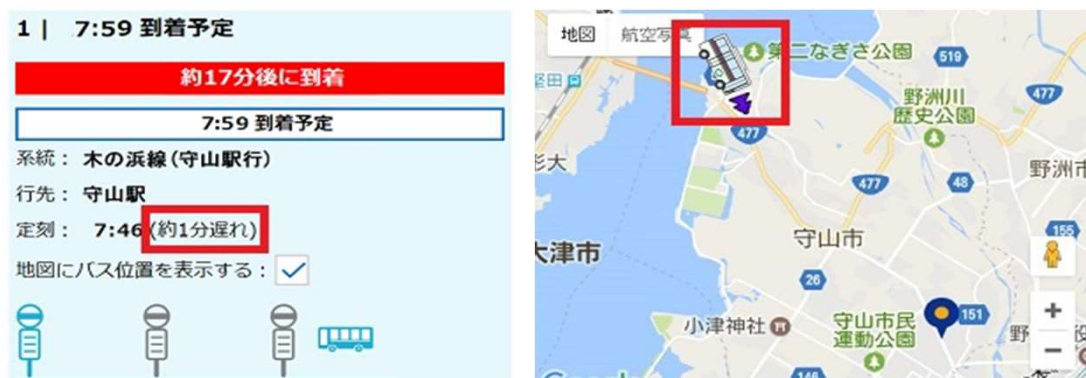 1 | 7:59 到着予定
約17分後に到着
7:59 到着予定
系統： 木の浜線(守山駅行)
行先： 守山駅
定刻： 7:46 (約1分遅れ)
地図にバス位置を表示する：
地図
航空写真
第二なぎさ公園
519
堅田
477
野洲川
歴史公園
477
477
48
野洲市
守山市
155
大津市
26
小津神社
守山市民
運動公園
151
146